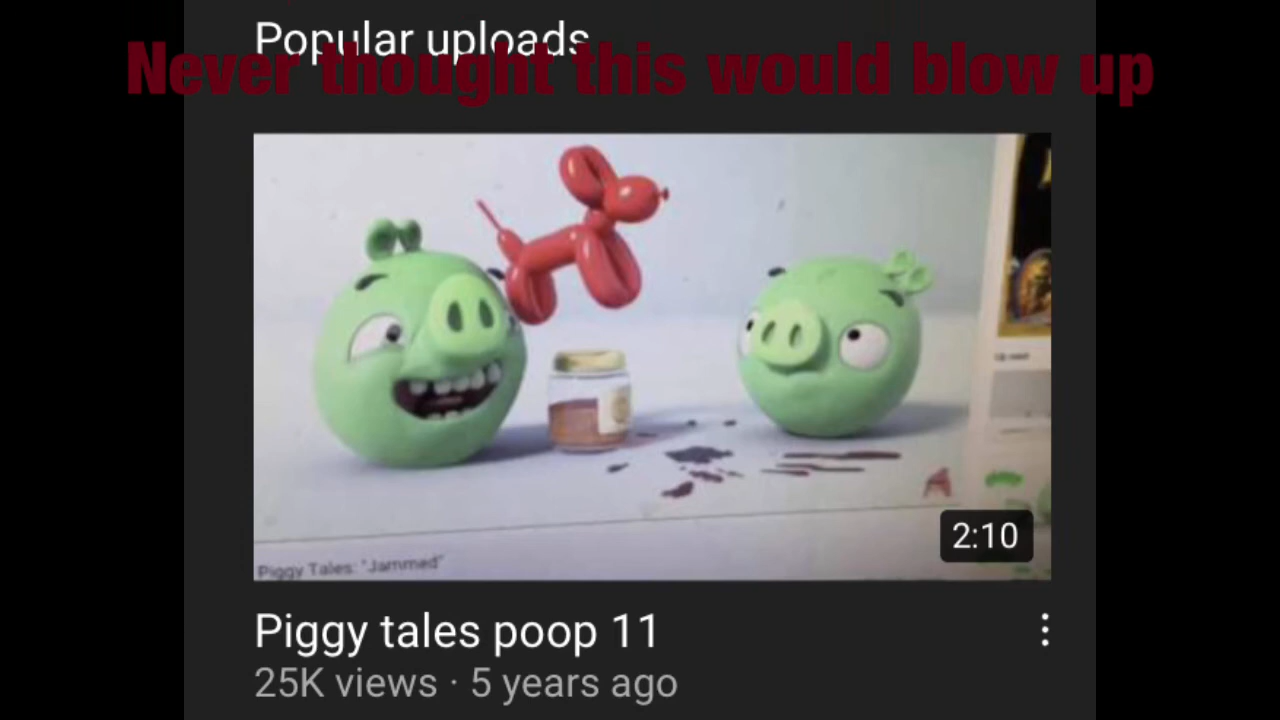 Popular uploads
Never thought this would blow up
Piggy Tales: "Jammed"
2:10
Piggy tales poop 11
25K views · 5 years ago